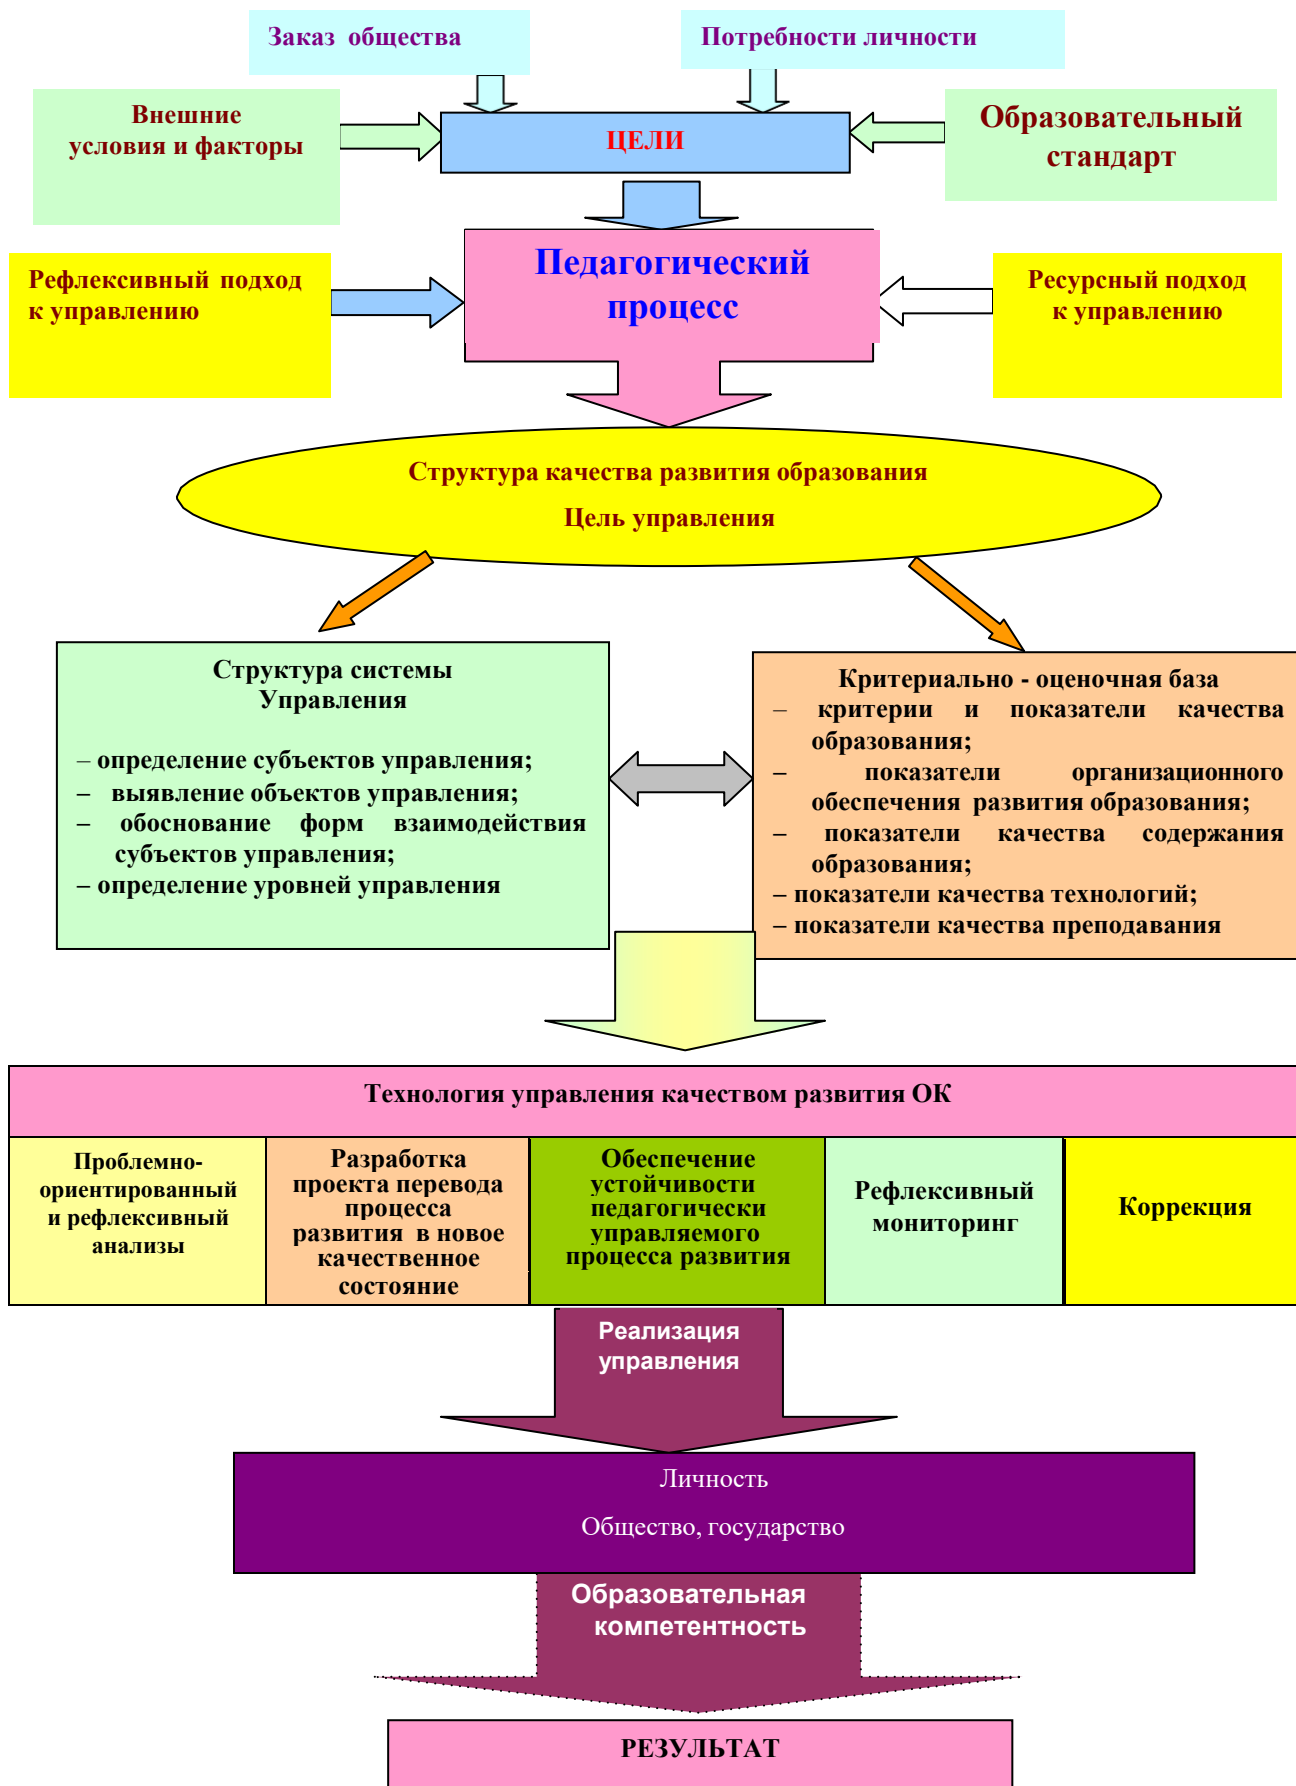 Заказ общества
Потребности личности
Внешние
условия и факторы
ЦЕЛИ
Образовательный
стандарт
Рефлексивный подход
к управлению
Педагогический
процесс
Ресурсный подход
к управлению
Структура качества развития образования
Цель управления
Структура системы
Управления
– определение субъектов управления;
– выявление объектов управления;
– обоснование форм взаимодействия
субъектов управления;
– определение уровней управления
Критериально - оценочная база
– критерии и показатели качества
образования;
– показатели организационного
обеспечения развития образования;
– показатели качества содержания
образования;
– показатели качества технологий;
– показатели качества преподавания
Технология управления качеством развития ОК
Проблемно-
ориентированный
и рефлексивный
анализы
Разработка
проекта перевода
процесса
развития в новое
качественное
состояние
Обеспечение
устойчивости
педагогически
управляемого
процесса развития
Рефлексивный
мониторинг
Коррекция
Реализация
управления
Личность
Общество, государство
Образовательная
компетентность
РЕЗУЛЬТАТ